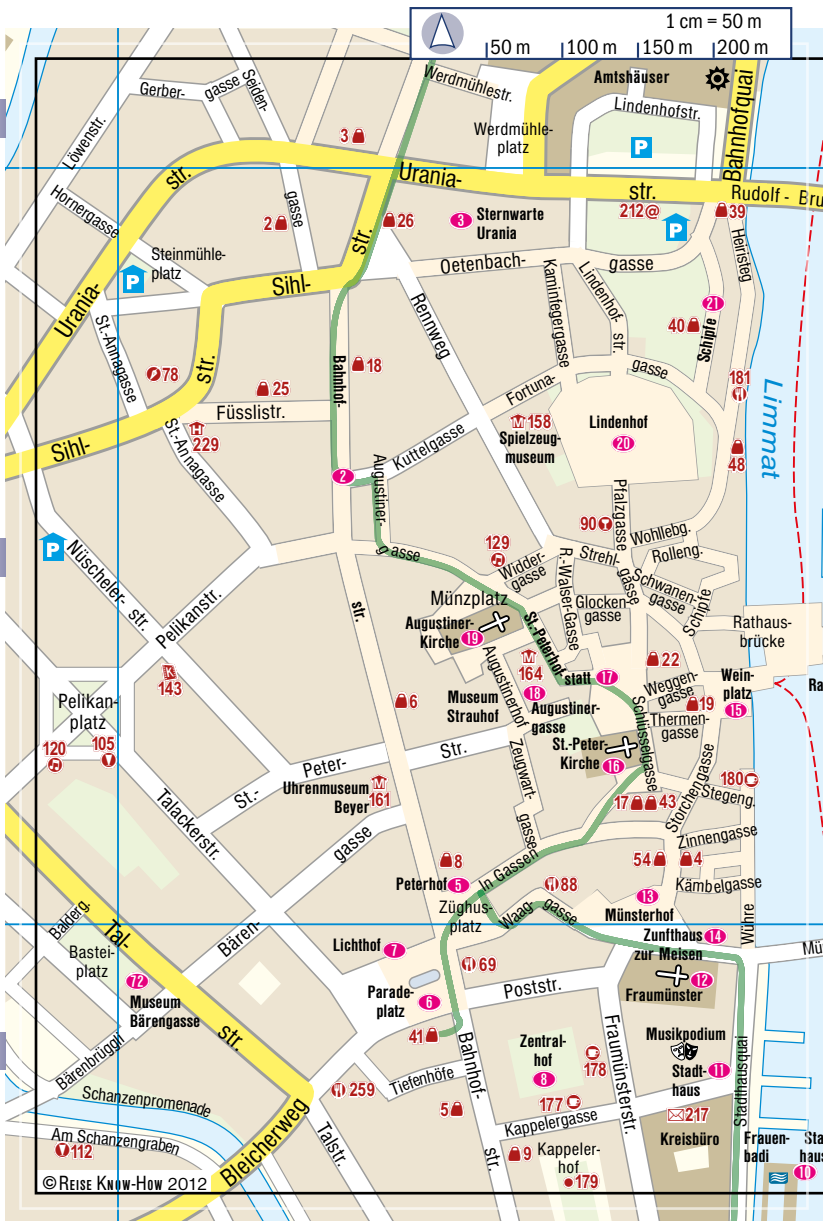 1 cm = 50 m
50 m
100 m
150 m
200 m
Werdmühlestr.
Amtshäuser
Gerber-
gasse
Seiden-
gasse
Lindenhofstr.
Bahnhofquai
Löwenstr.
3
Werdmühle-
platz
P
Urania-
str.
Urania-
str.
Rudolf - Bru
Hornergasse
2
26
3
Sternwarte
Urania
212@
P
39
Steinmühle-
platz
P
Sihl-
str.
Oetenbach-
gasse
Heiristeg
Kaminfegergasse
Lindenhof-
str.
21
Schipfe
40
St.-Annagasse
str.
Rennweg
Bahnhof-
18
gasse
181
78
25
Fortuna-
Limmat
Füsslistr.
229
H
Sihl-
St.-Annagasse
M
158
Spielzeug-
museum
Lindenhof
20
48
Kuttelgasse
2
Augustiner-
gasse
Pfalzgasse
90
Wohllebg.
Rolleng.
P
Nüscheler-
str.
129
Widder-
gasse
Strehl-
gasse
R.-Walser-Gasse
Schwanen-
gasse
Pelikanstr.
str.
Münzplatz
Glocken-
gasse
Schipfe
Augustiner-
Kirche
19
St.-Peterhof-
statt
17
Rathaus-
brücke
K
143
M
164
22
Wein-
platz
15
Pelikan-
platz
6
Museum
Strauhof
18
Augustinerhof
Augustiner-
gasse
Weggen-
gasse
19
Schlüsselgasse
Thermen-
gasse
Ra
120
105
St.-
Peter-
Str.
Zeugwart-
gasse
St.-Peter-
Kirche
16
Storchengasse
180
Stegeng.
Uhrenmuseum
Beyer
M
161
17
43
Talackerstr.
gasse
8
In Gassen
Zinnengasse
54
4
Peterhof
5
88
Kämbelgasse
Zughus-
platz
Waag-
gasse
13
Münsterhof
Wühre
Tal-
str.
Balderg.
Bären-
Bastei-
platz
Lichthof
7
Zunfthaus
zur Meisen
14
Mü
72
Museum
Bärengasse
69
Parade-
platz
6
Poststr.
12
Fraumünster
41
Bahnhof-
str.
Zentral-
hof
8
Fraumünsterstr.
Musikpodium
Stadt-
haus
11
Stadthausquai
Bärenbrüggli
178
259
Tiefenhöfe
177
Schanzenpromenade
5
Kappelergasse
217
Kreisbüro
Am Schanzengraben
112
Bleicherweg
Talstr.
9
Kappeler-
hof
179
Frauen-
badi
Sta
haus
10
© REISE KNOW-HOW 2012